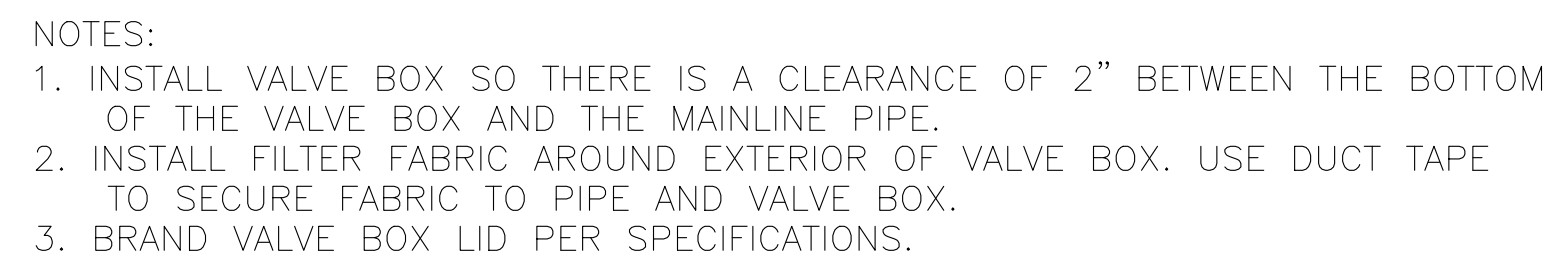 NOTES:
1. INSTALL VALVE BOX SO THERE IS A CLEARANCE OF 2” BETWEEN THE BOTTOM
OF THE VALVE BOX AND THE MAINLINE PIPE.
2. INSTALL FILTER FABRIC AROUND EXTERIOR OF VALVE BOX. USE DUCT TAPE
TO SECURE FABRIC TO PIPE AND VALVE BOX.
3. BRAND VALVE BOX LID PER SPECIFICATIONS.